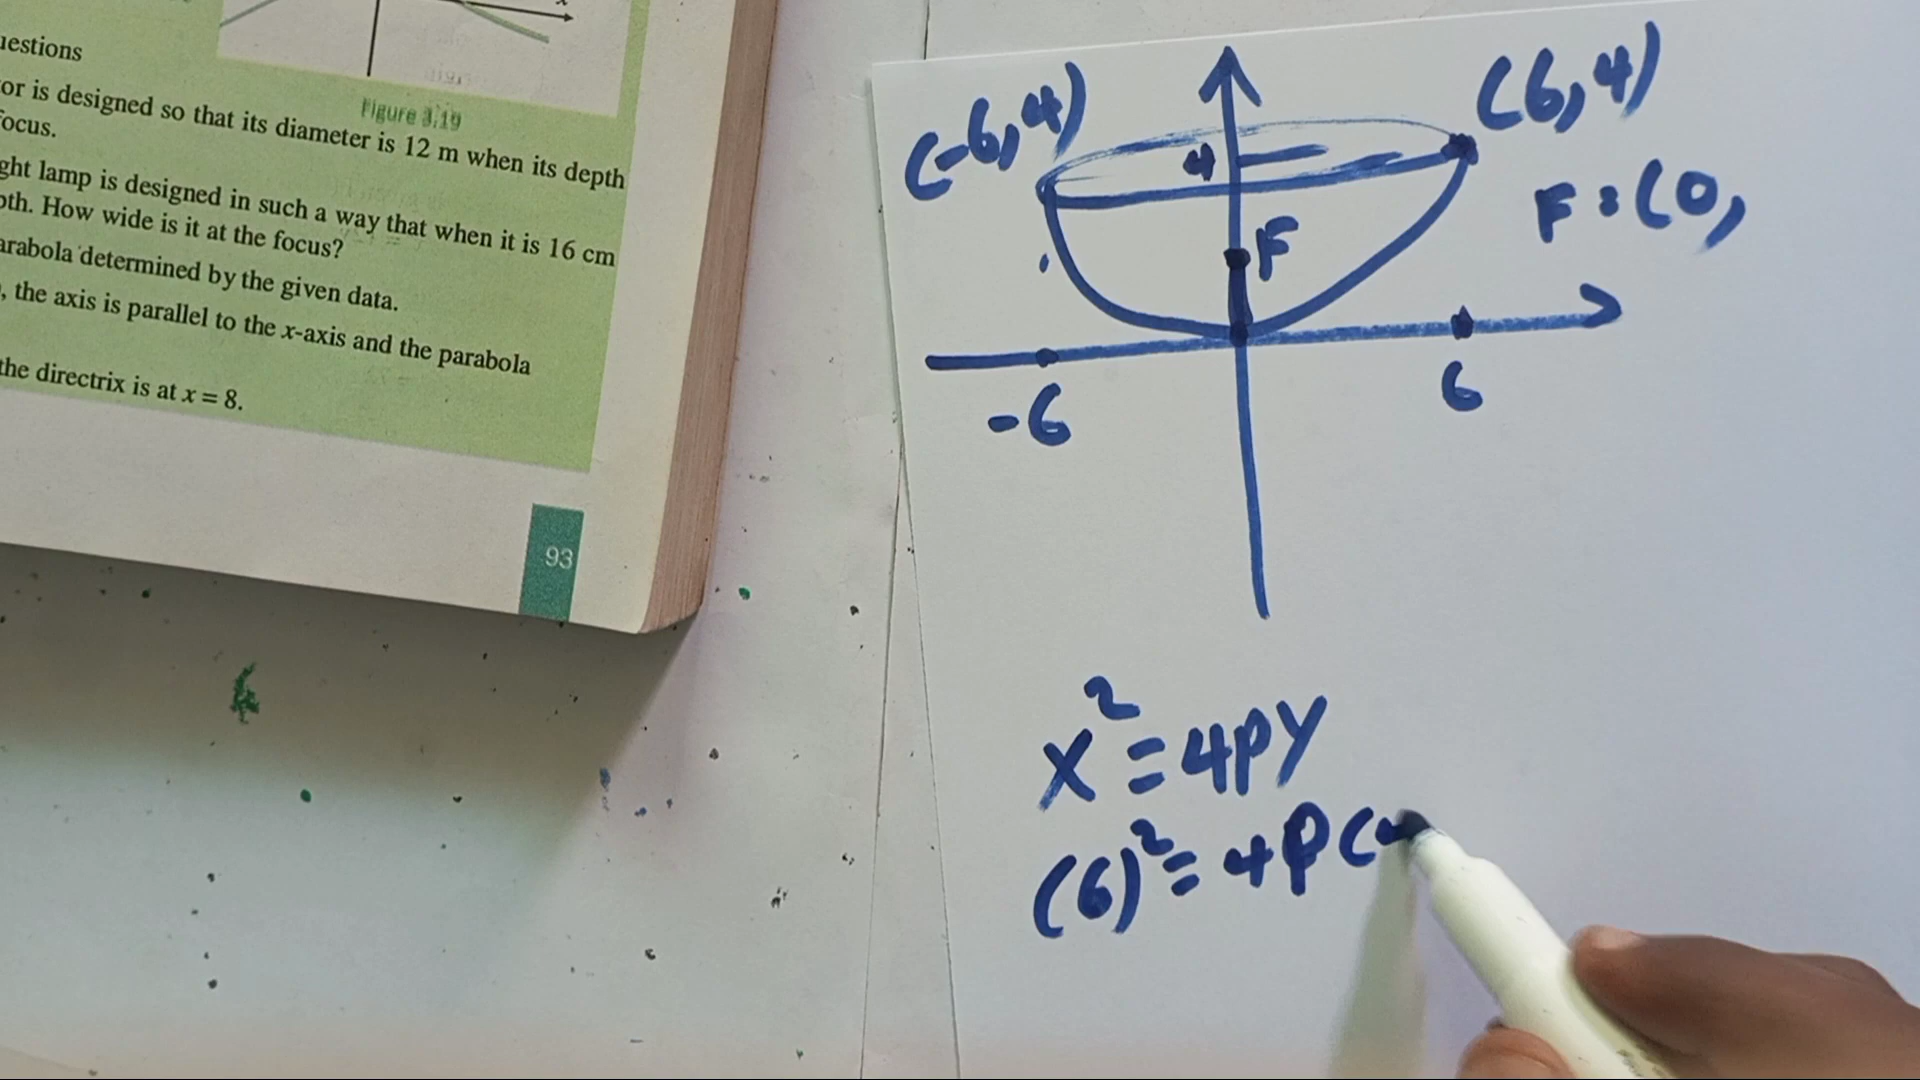 uestions
Figure 3.19
or is designed so that its diameter is 12 m when its depth
focus.
ght lamp is designed in such a way that when it is 16 cm
pth. How wide is it at the focus?
arabola determined by the given data.
, the axis is parallel to the x-axis and the parabola
the directrix is at x = 8.
93
(-6,4)
(6,4)
4
F
F : (0,
-6
6
x² = 4py
(6)² = 4P(